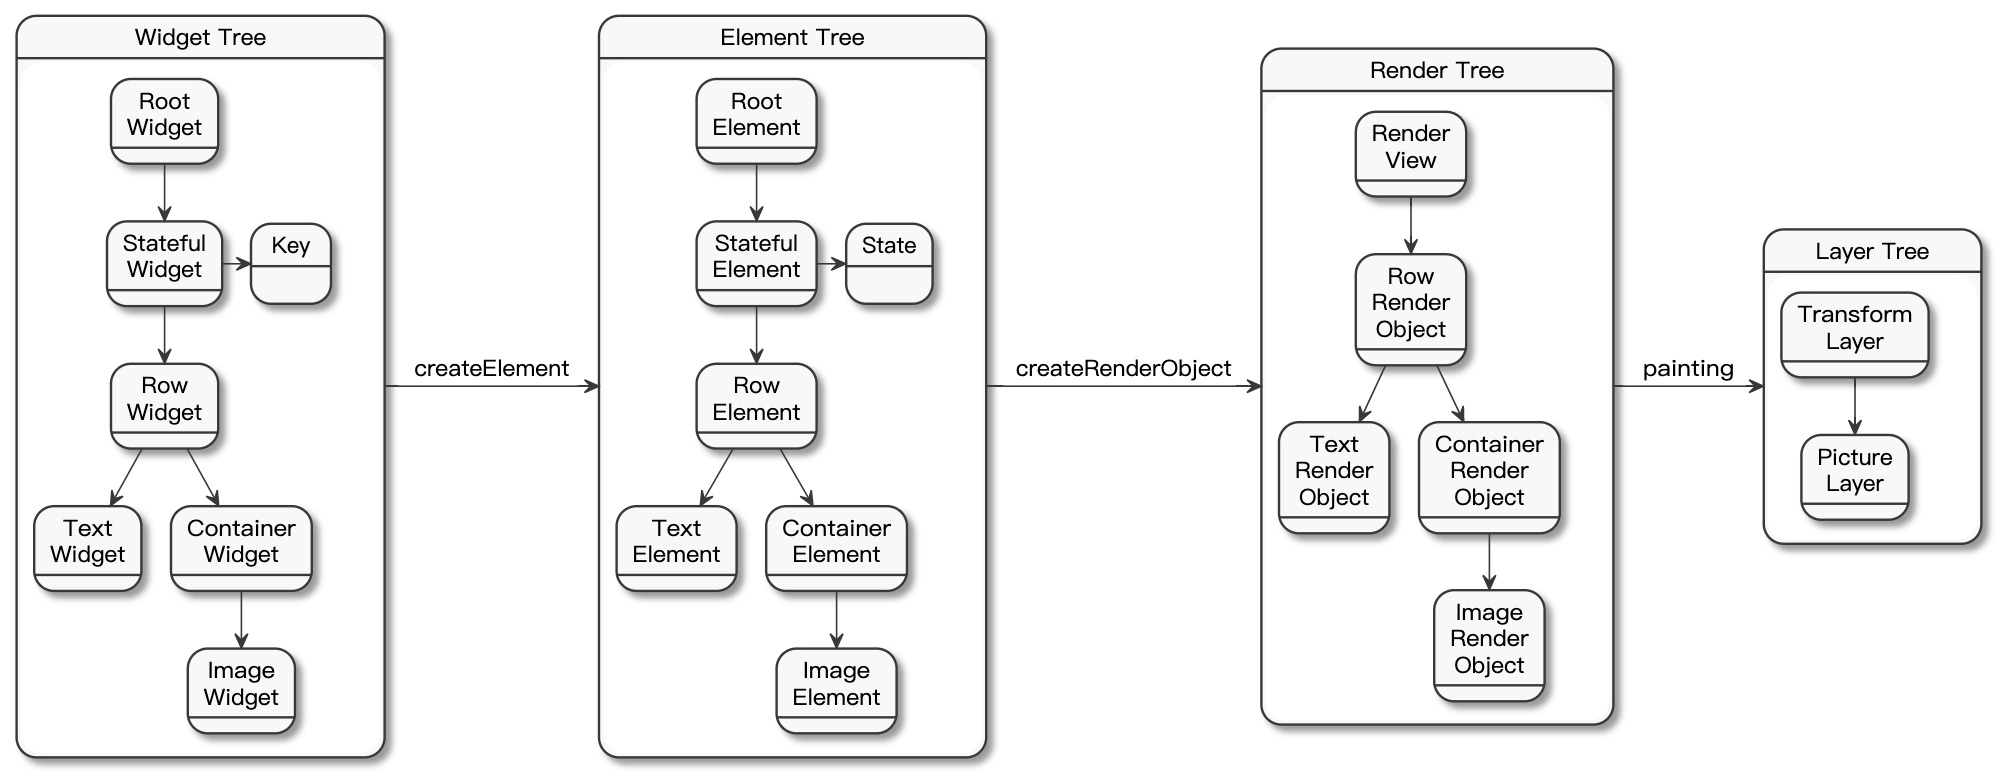 Widget Tree
Root
Widget
Stateful
Widget
Key
Row
Widget
Text
Widget
Container
Widget
Image
Widget
createElement
Element Tree
Root
Element
Stateful
Element
State
Row
Element
Text
Element
Container
Element
Image
Element
createRenderObject
Render Tree
Render
View
Row
Render
Object
Text
Render
Object
Container
Render
Object
Image
Render
Object
painting
Layer Tree
Transform
Layer
Picture
Layer